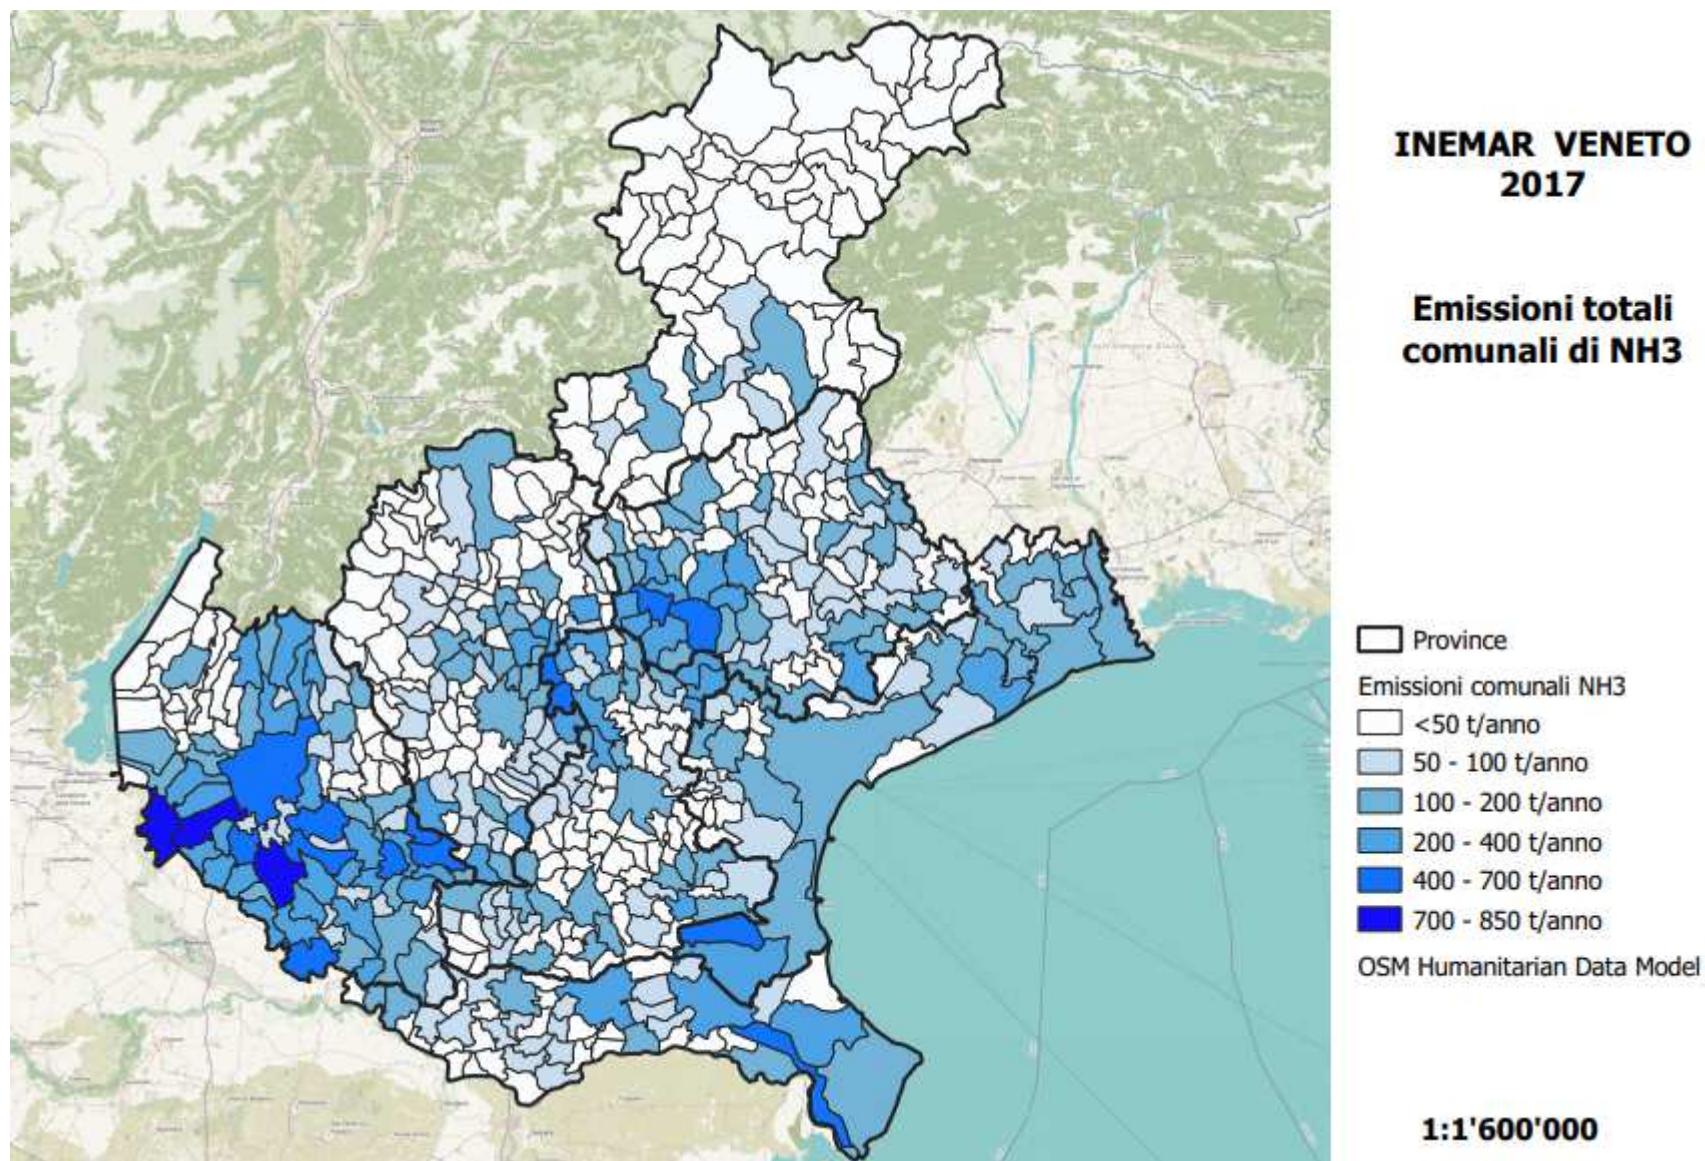 INEMAR VENETO
2017
Emissioni totali
comunali di NH3
Province
Emissioni comunali NH3
<50 t/anno
50 - 100 t/anno
100 - 200 t/anno
200 - 400 t/anno
400 - 700 t/anno
700 - 850 t/anno
OSM Humanitarian Data Model
1:1'600'000